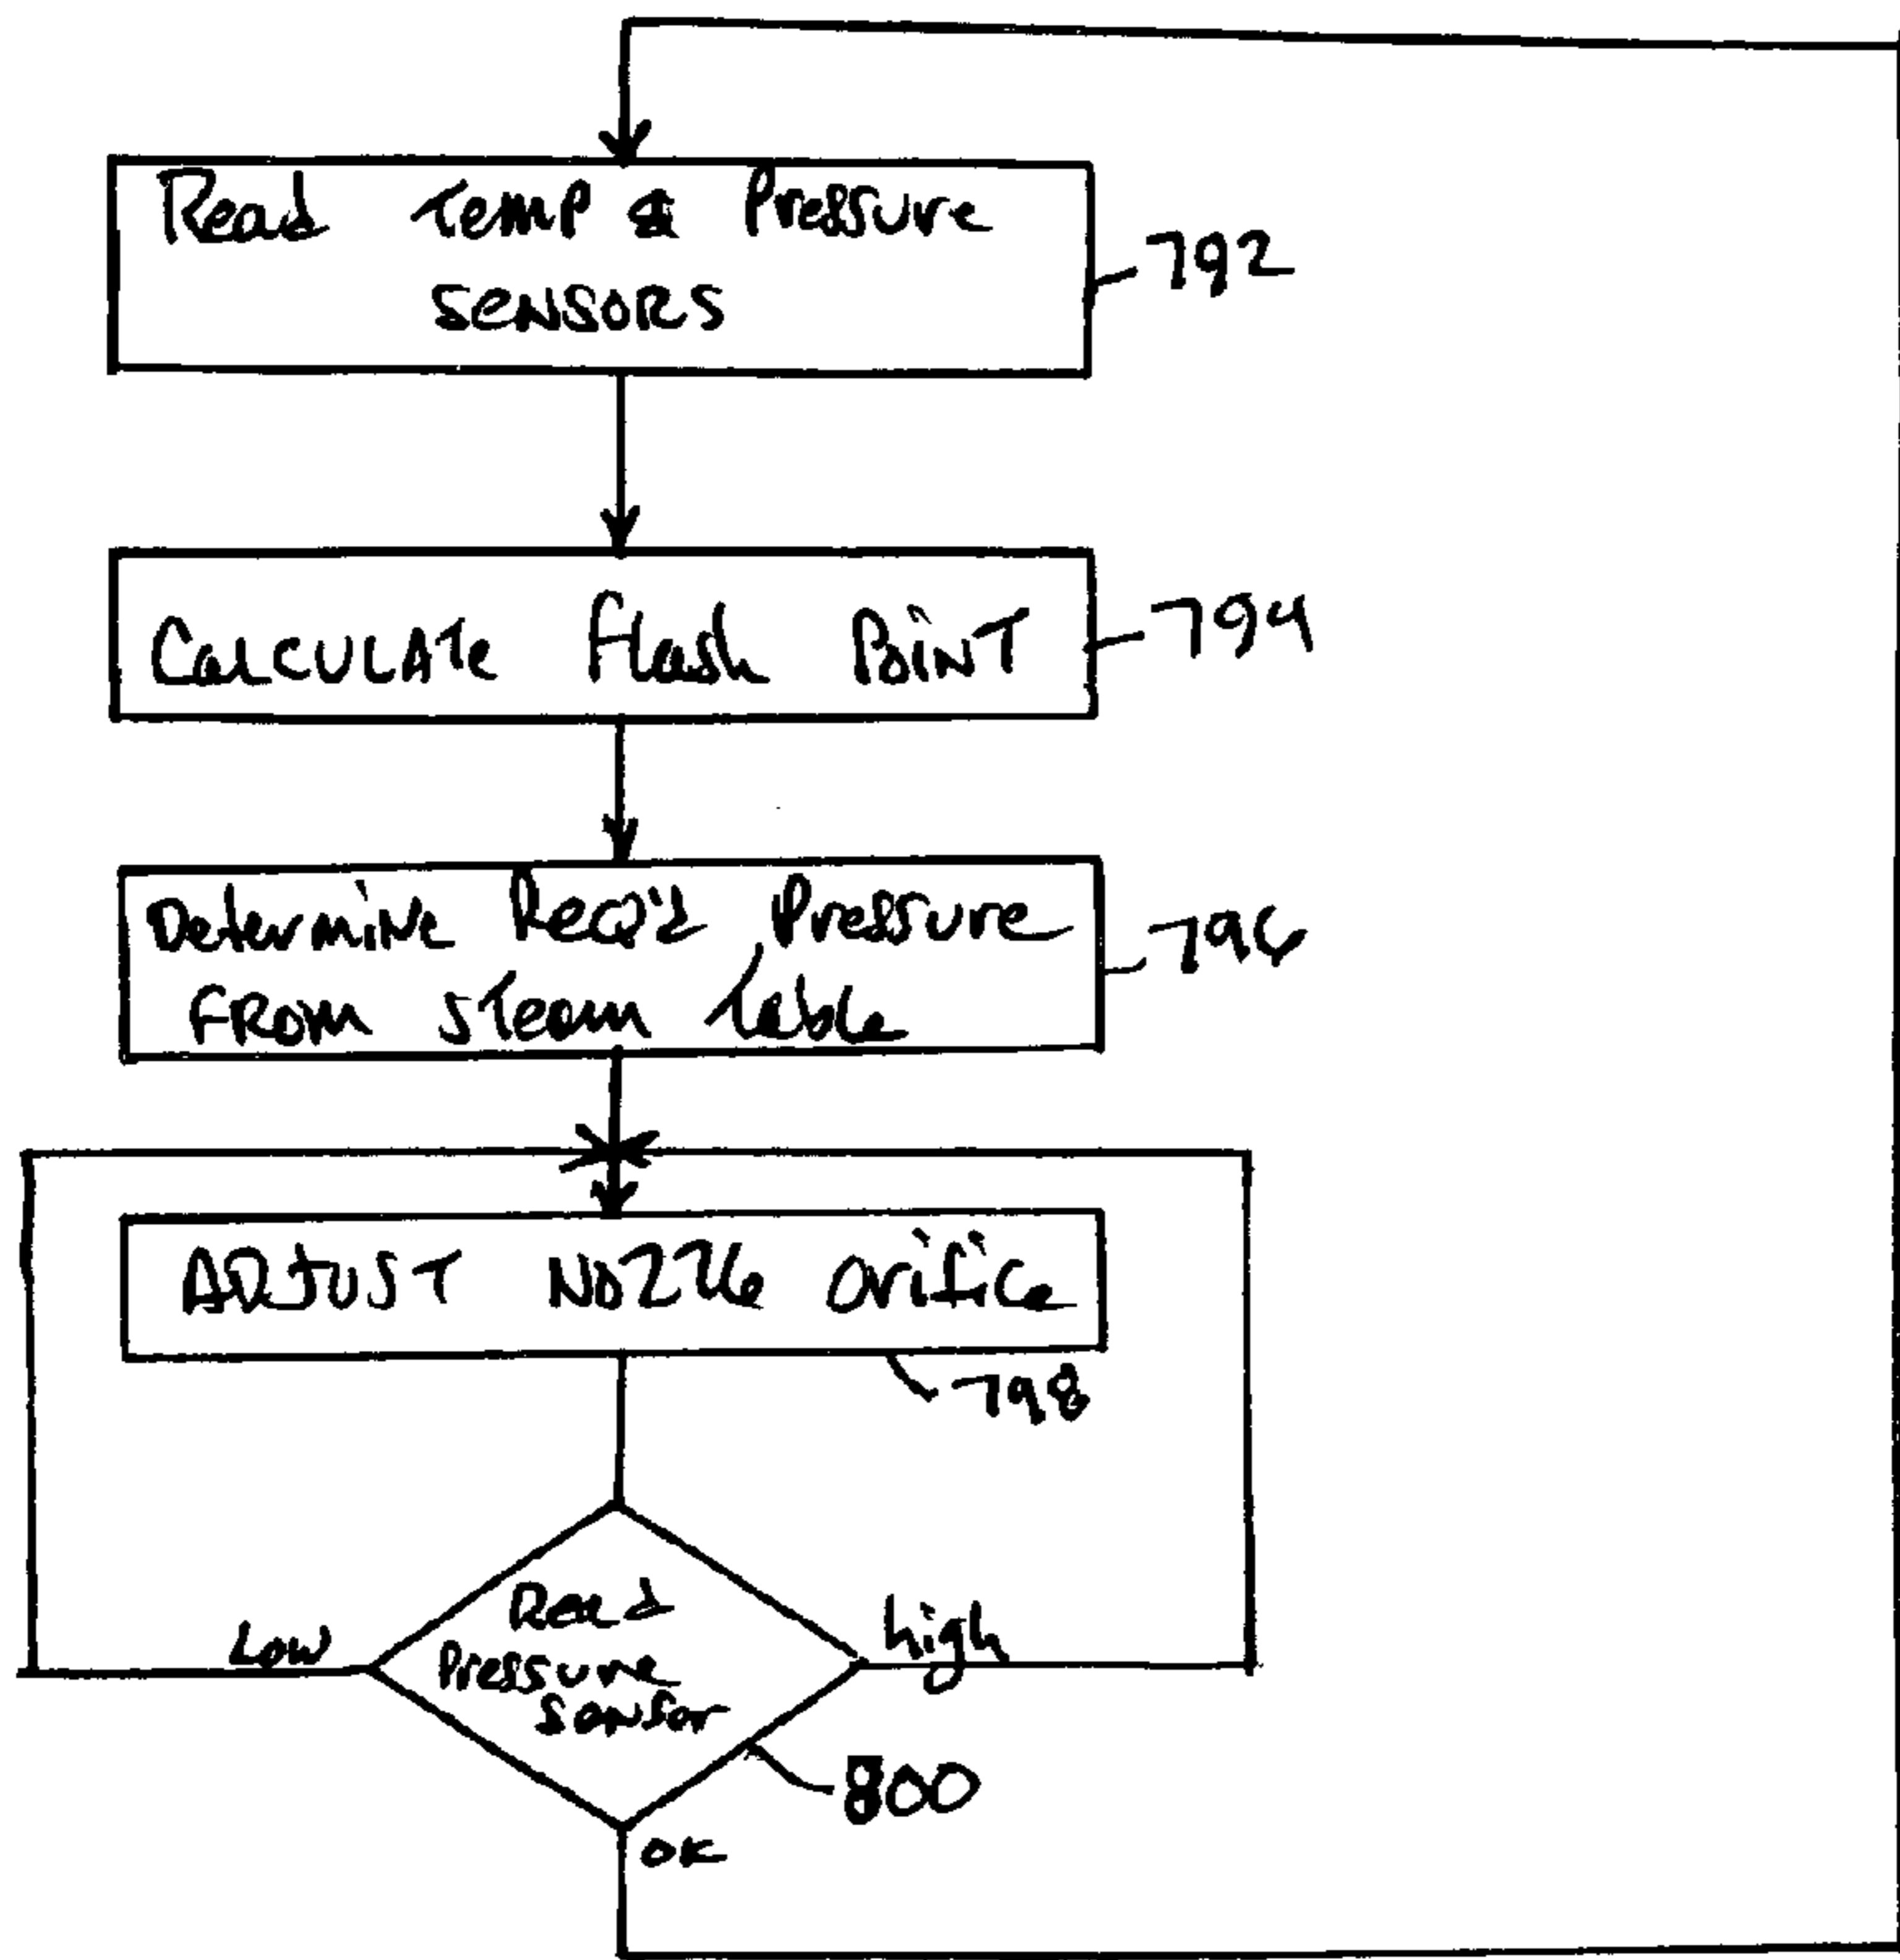 Read Temp & Pressure
SENSORS
792
CALCULATE Flash POINT
794
Determine Req'd Pressure
FROM STeam Table
796
ADJUST NOZZle Orifice
798
Read
Pressure
Sensor
Low
high
800
OK